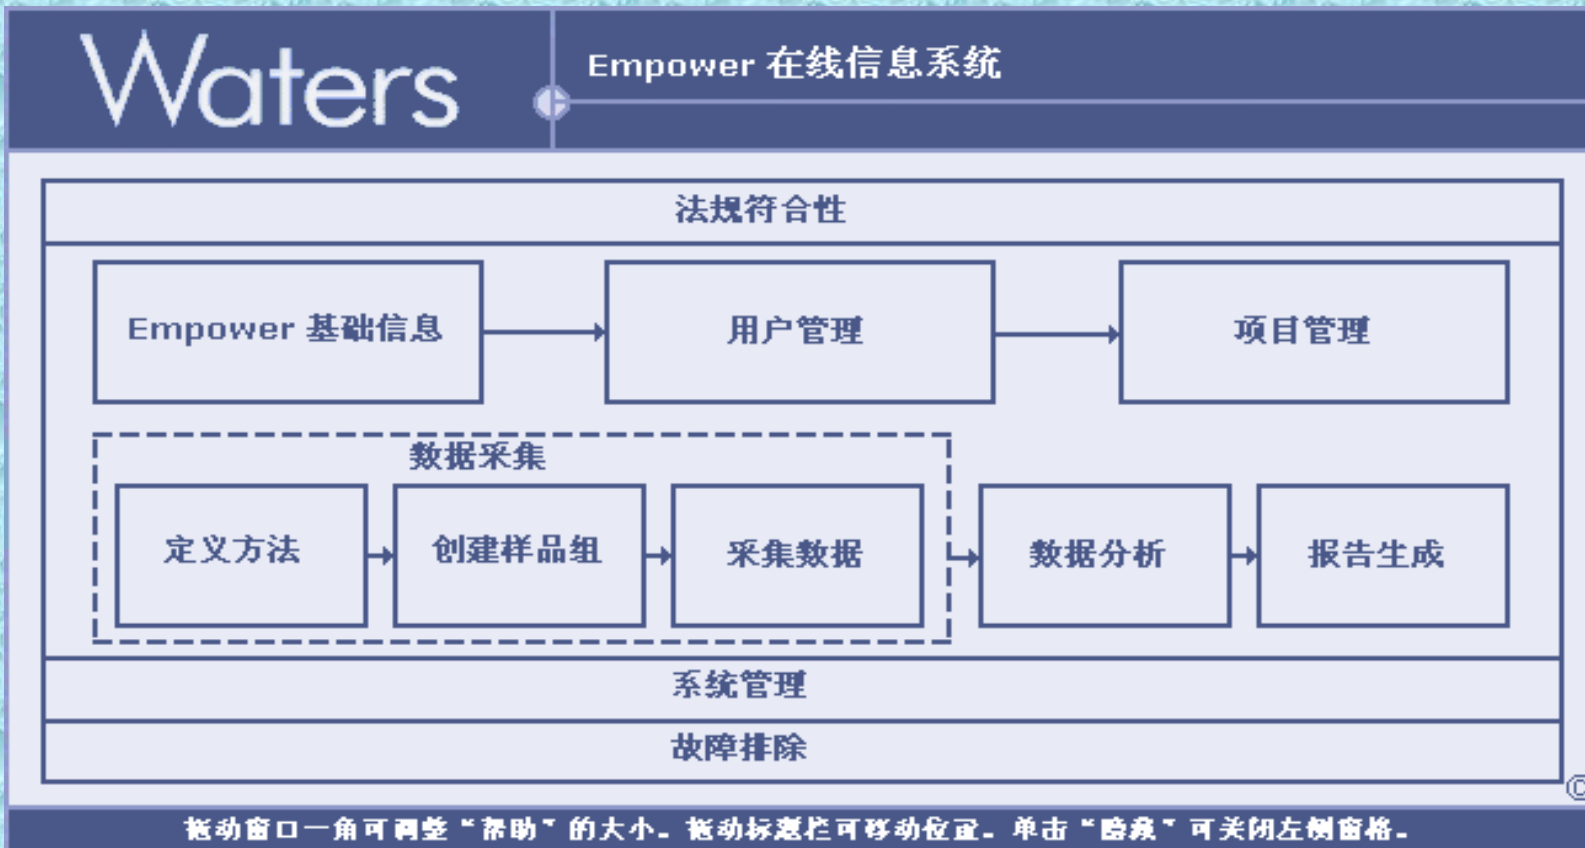 Waters
Empower 在线信息系统
法规符合性
Empower 基础信息
用户管理
项目管理
数据采集
定义方法
创建样品组
采集数据
数据分析
报告生成
系统管理
故障排除
©
拖动窗口一角可调整“帮助”的大小。拖动标题栏可移动位置。单击“隐藏”可关闭左侧窗格。